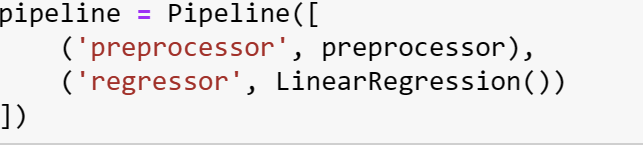 pipeline = Pipeline([
    ('preprocessor', preprocessor),
    ('regressor', LinearRegression())
])